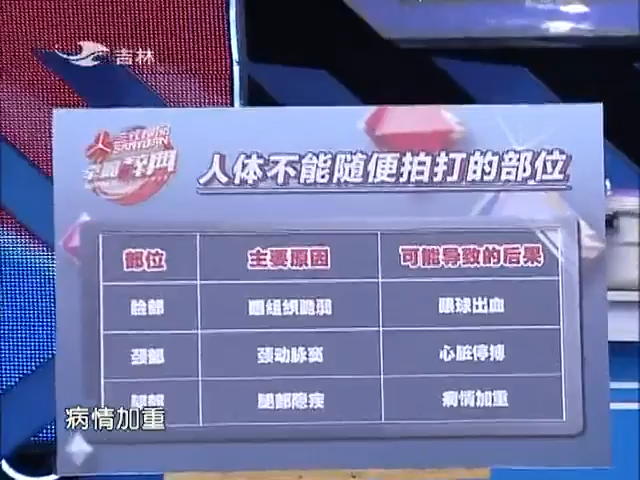 吉林
人体不能随便拍打的部位
部位 主要原因 可能导致的后果
脸部 面组织脆弱 眼球出血
颈部 颈动脉窦 心脏停搏
腿部 腿部隐疾 病情加重
病情加重